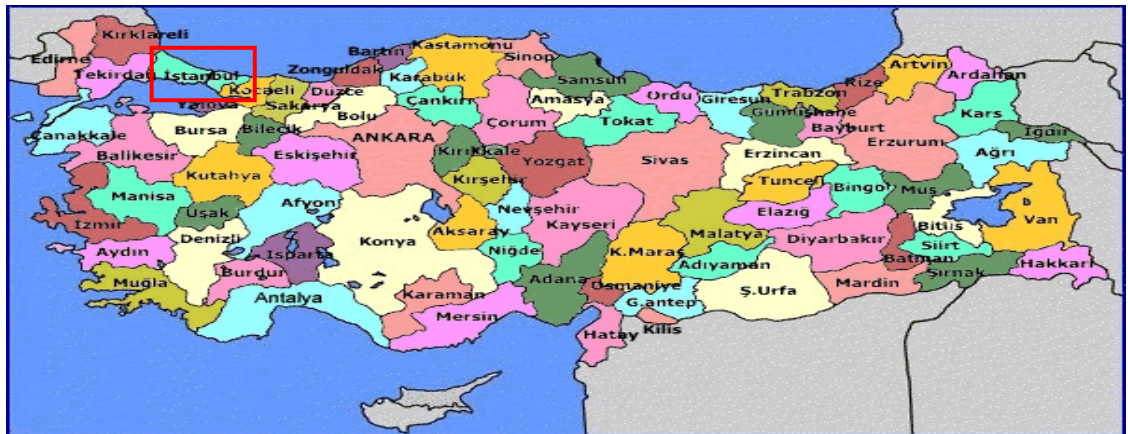 Kırklareli
Edirne
Tekirdağ
İstanbul
Kocaeli
Yalova
Sakarya
Düzce
Zonguldak
Bartın
Karabük
Kastamonu
Sinop
Samsun
Ordu
Giresun
Trabzon
Rize
Artvin
Ardahan
Kars
Iğdır
Çanakkale
Bursa
Bilecik
Bolu
ANKARA
Çankırı
Çorum
Amasya
Tokat
Gümüşhane
Bayburt
Erzurum
Ağrı
Balikesir
Kutahya
Eskişehir
Kırıkkale
Yozgat
Sivas
Erzincan
Manisa
Uşak
Afyon
Kırşehir
Nevşehir
Kayseri
Malatya
Elazığ
Tunceli
Bingöl
Muş
Bitlis
Van
İzmir
Aydın
Denizli
Isparta
Burdur
Konya
Aksaray
Niğde
Adana
K.Maraş
Adıyaman
Diyarbakır
Batman
Siirt
Şırnak
Hakkari
Muğla
Antalya
Karaman
Mersin
Osmaniye
G.antep
Ş.Urfa
Mardin
Hatay
Kilis